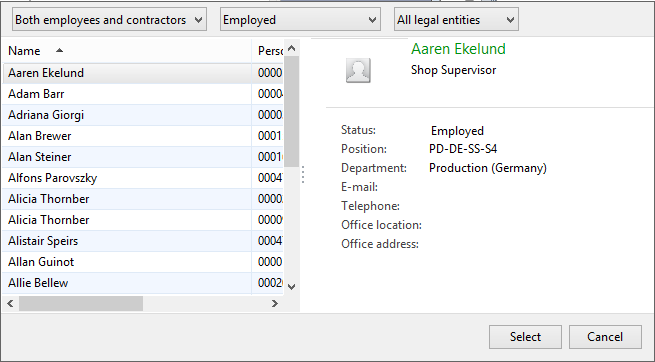 Both employees and contractors
Employed
All legal entities
Name Perso
Aaren Ekelund 0000
Adam Barr 0000
Adriana Giorgi 0000
Alan Brewer 0001
Alan Steiner 0001
Alfons Parovszky 0004
Alicia Thornber 0000
Alicia Thornber 0000
Alistair Speirs 0004
Allan Guinot 0000
Allie Bellew 0002
Aaren Ekelund
Shop Supervisor
Status: Employed
Position: PD-DE-SS-S4
Department: Production (Germany)
E-mail:
Telephone:
Office location:
Office address:
Select
Cancel